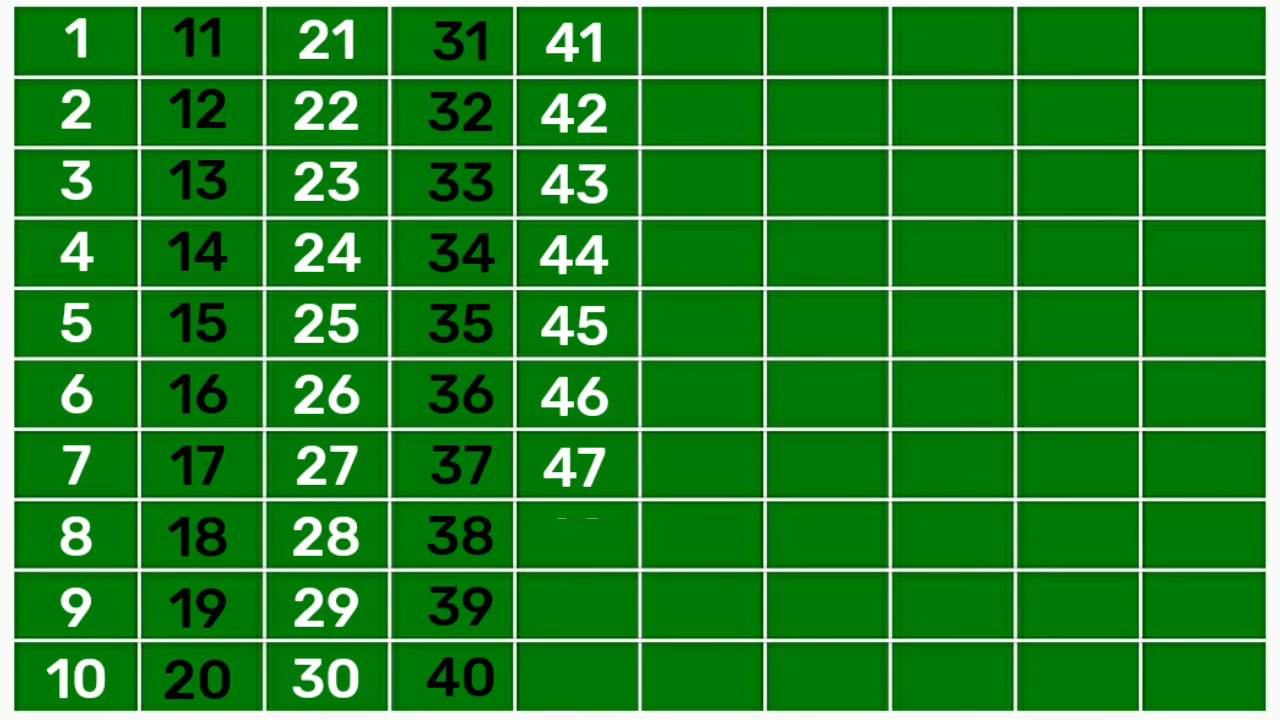 1 11 21 31 41
2 12 22 32 42
3 13 23 33 43
4 14 24 34 44
5 15 25 35 45
6 16 26 36 46
7 17 27 37 47
8 18 28 38
9 19 29 39
10 20 30 40